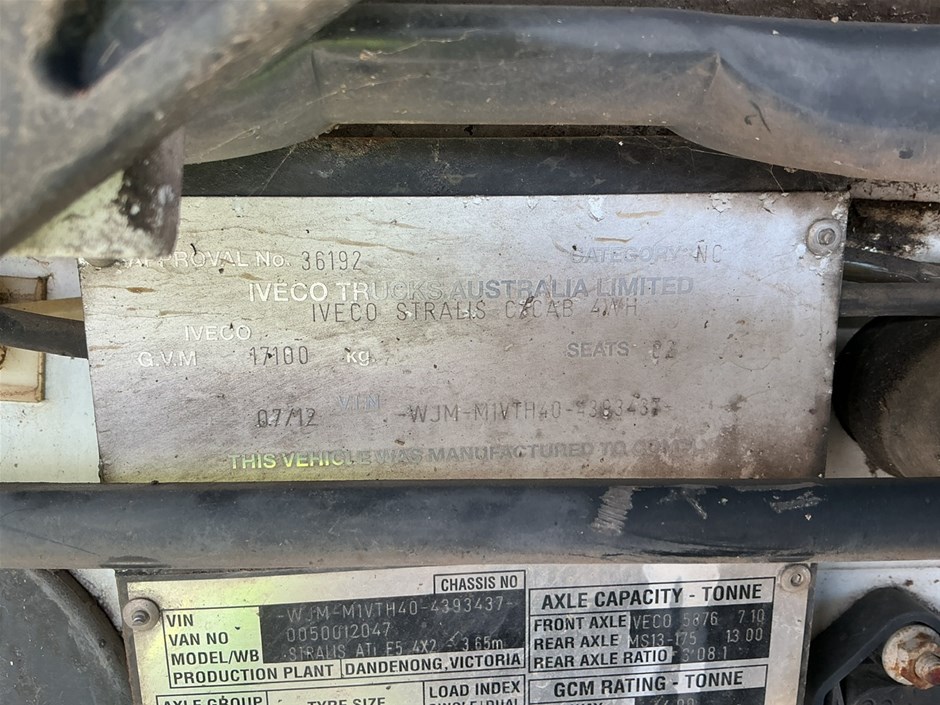 APPROVAL No. 36192 CATEGORY NC
IVECO TRUCKS AUSTRALIA LIMITED
IVECO STRALIS C/CAB 4WH
IVECO
G.V.M 17100 kg. SEATS 02
07/12 V.I.N -WJM-M1VTH40-4393437-
THIS VEHICLE WAS MANUFACTURED TO
CHASSIS NO
VIN -WJM-M1VTH40-4393437-
VAN NO 0050012047
MODEL/WB STRALIS ATi E5 4X2 - 3.65m
PRODUCTION PLANT DANDENONG,VICTORIA
AXLE GROUP TYPE SIZE LOAD INDEX
AXLE CAPACITY - TONNE
FRONT AXLE IVECO 5876 7.10
REAR AXLE MS13-175 13.00
REAR AXLE RATIO 3.08:1
GCM RATING - TONNE